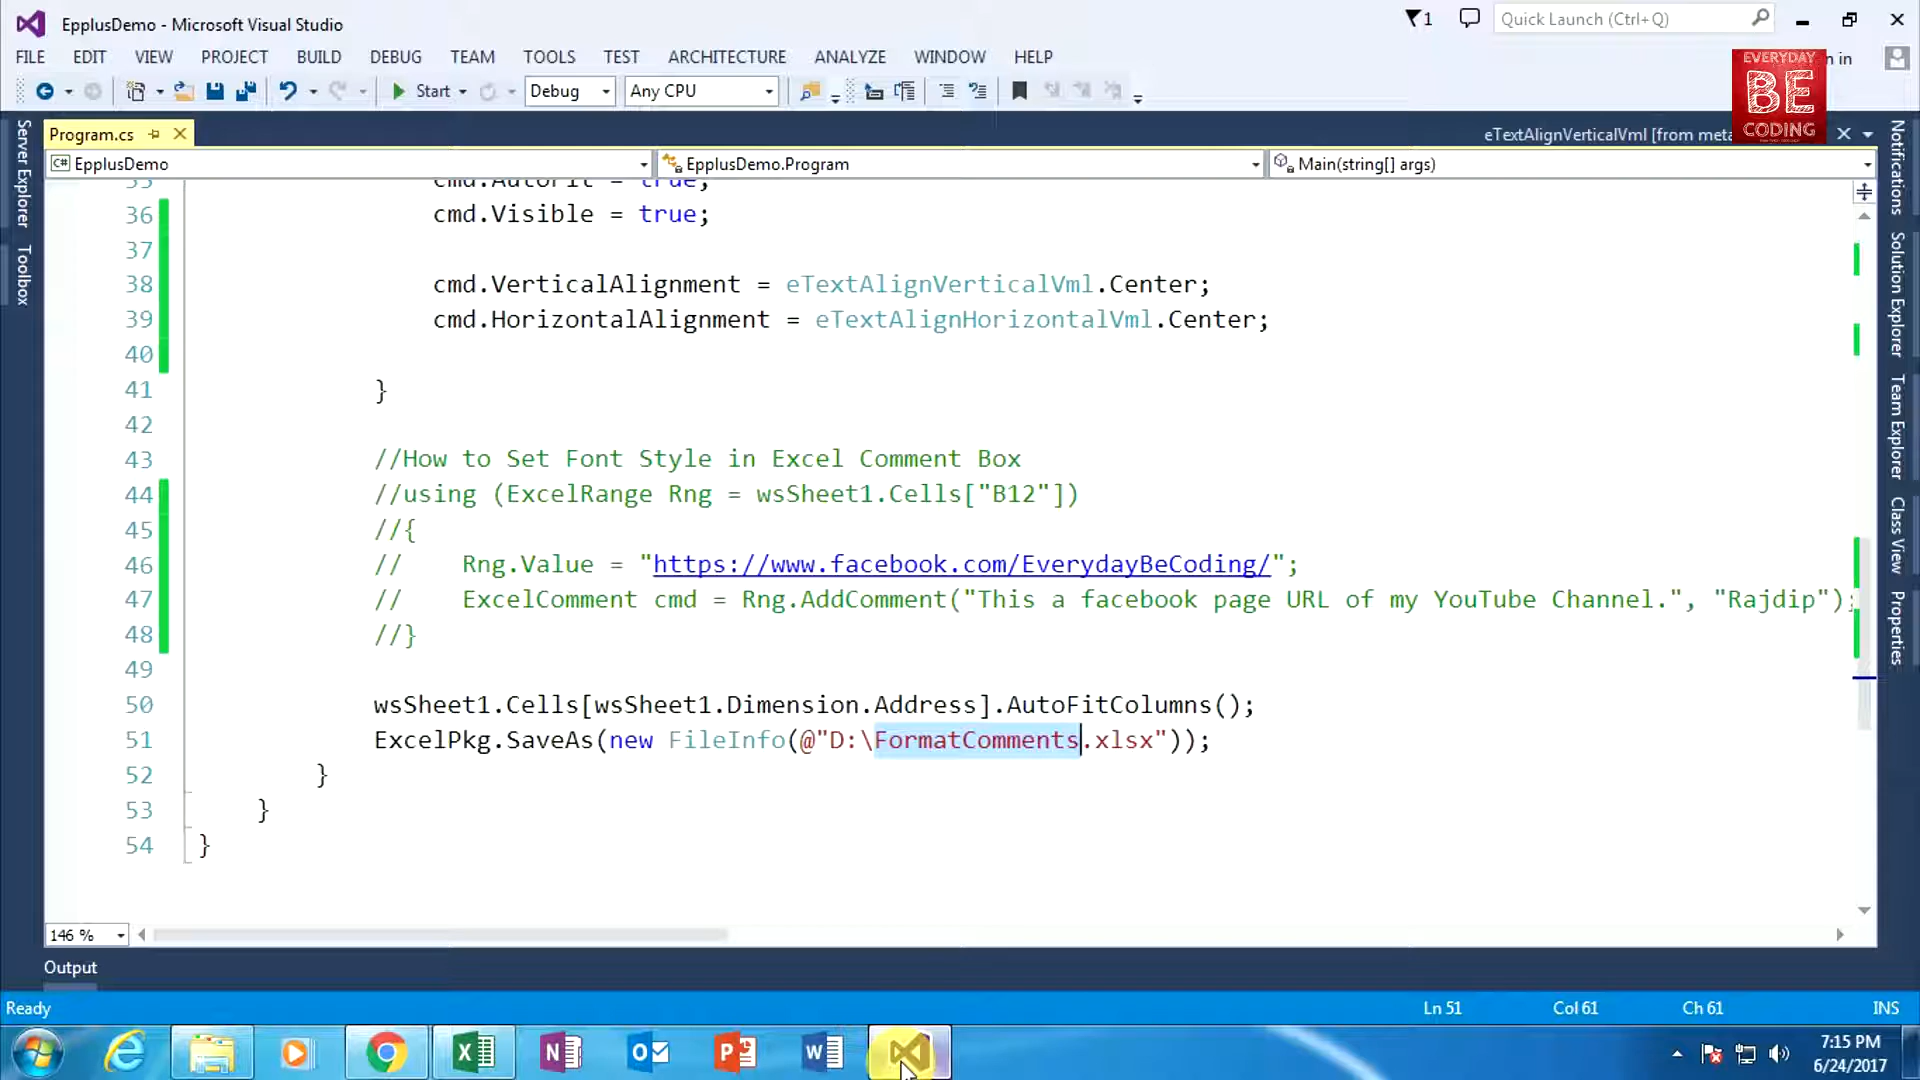 EpplusDemo - Microsoft Visual Studio
1
Quick Launch (Ctrl+Q)
FILE EDIT VIEW PROJECT BUILD DEBUG TEAM TOOLS TEST ARCHITECTURE ANALYZE WINDOW HELP
in
EVERYDAY
BE
CODING
Start
Debug
Any CPU
Program.cs
eTextAlignVerticalVml [from
EpplusDemo
EpplusDemo.Program
Main(string[] args)
Server Explorer
Toolbox
Notifications
Solution Explorer
Team Explorer
Class View
Properties
35 cmd.AutoFit = true;
36 cmd.Visible = true;
37
38 cmd.VerticalAlignment = eTextAlignVerticalVml.Center;
39 cmd.HorizontalAlignment = eTextAlignHorizontalVml.Center;
40
41 }
42
43 //How to Set Font Style in Excel Comment Box
44 //using (ExcelRange Rng = wsSheet1.Cells["B12"])
45 //{
46 // Rng.Value = "https://www.facebook.com/EverydayBeCoding/";
47 // ExcelComment cmd = Rng.AddComment("This a facebook page URL of my YouTube Channel.", "Rajdip");
48 //}
49
50 wsSheet1.Cells[wsSheet1.Dimension.Address].AutoFitColumns();
51 ExcelPkg.SaveAs(new FileInfo(@"D:\FormatComments.xlsx"));
52 }
53 }
54 }
146 %
Output
Ready
Ln 51
Col 61
Ch 61
INS
7:15 PM
6/24/2017